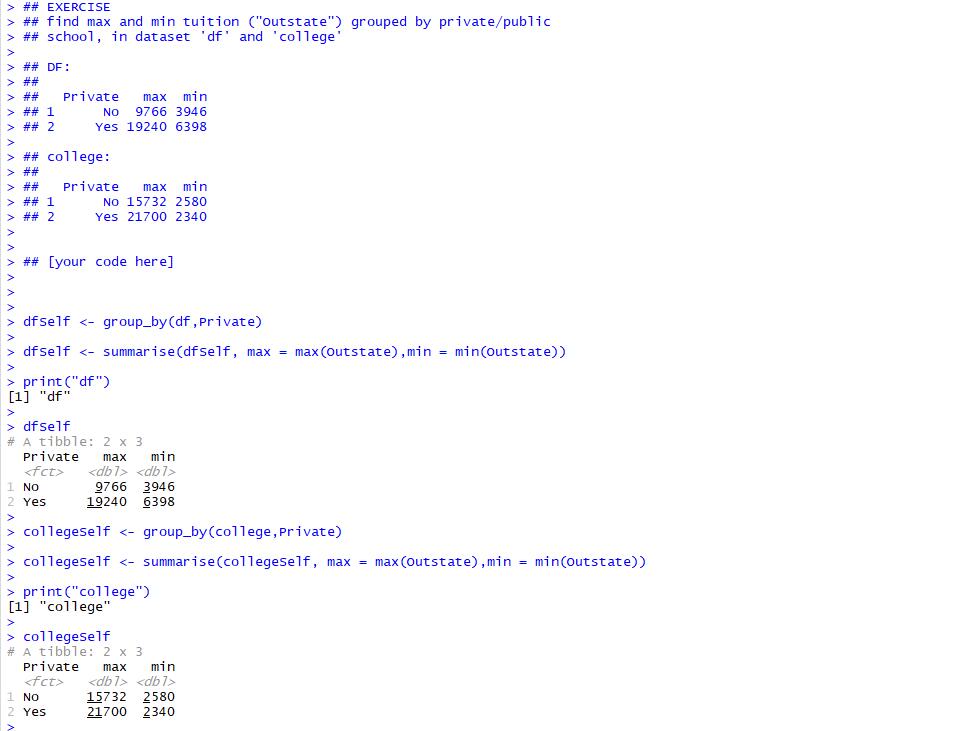 > ## EXERCISE
> ## find max and min tuition ("Outstate") grouped by private/public
> ## school, in dataset 'df' and 'college'
>
> ## DF:
> ##
> ##   Private   max  min
> ## 1      No  9766 3946
> ## 2     Yes 19240 6398
>
> ## college:
> ##
> ##   Private   max  min
> ## 1      No 15732 2580
> ## 2     Yes 21700 2340
>
>
> ## [your code here]
>
>
>
> dfSelf <- group_by(df,Private)
>
> dfSelf <- summarise(dfSelf, max = max(Outstate),min = min(Outstate))
>
> print("df")
[1] "df"
>
> dfSelf
# A tibble: 2 x 3
  Private   max   min
  <fct>   <dbl> <dbl>
1 No       9766  3946
2 Yes     19240  6398
>
> collegeSelf <- group_by(college,Private)
>
> collegeSelf <- summarise(collegeSelf, max = max(Outstate),min = min(Outstate))
>
> print("college")
[1] "college"
>
> collegeSelf
# A tibble: 2 x 3
  Private   max   min
  <fct>   <dbl> <dbl>
1 No      15732  2580
2 Yes     21700  2340
>